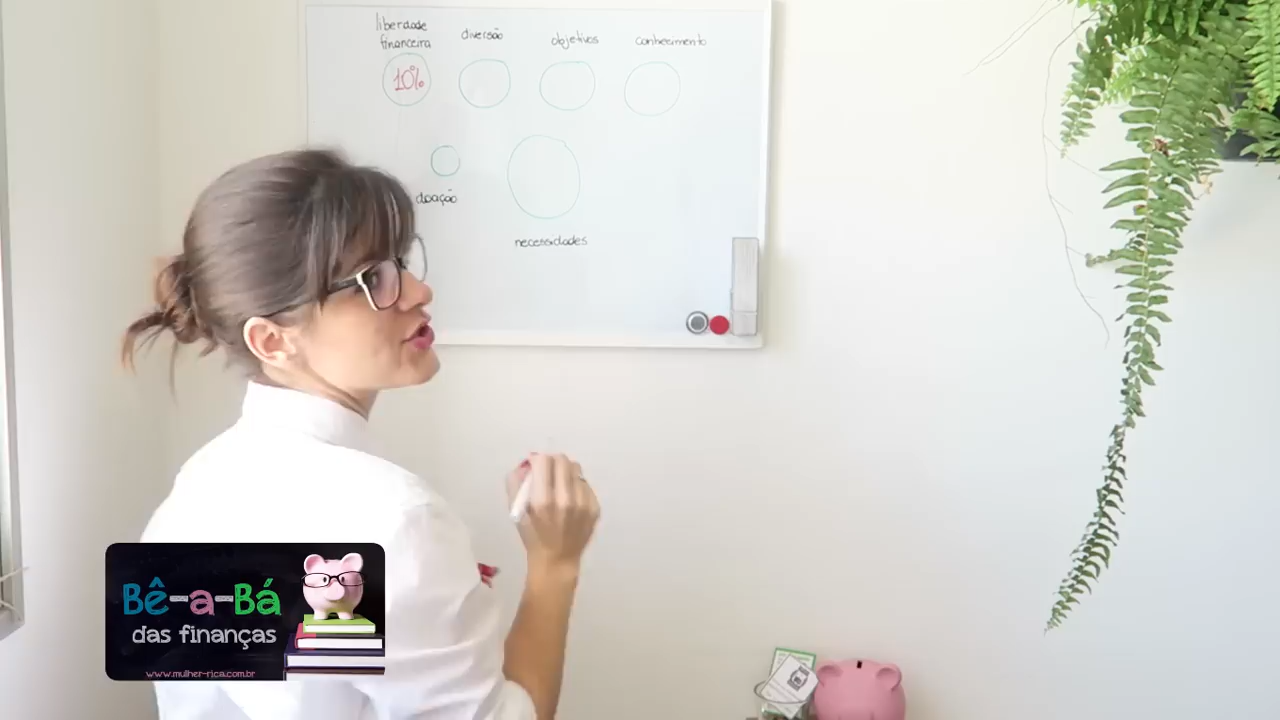 liberdade
financeira
diversão
objetivos
conhecimento
10%
doação
necessidades
Bê-a-Bá
das finanças
www.mulher-rica.com.br